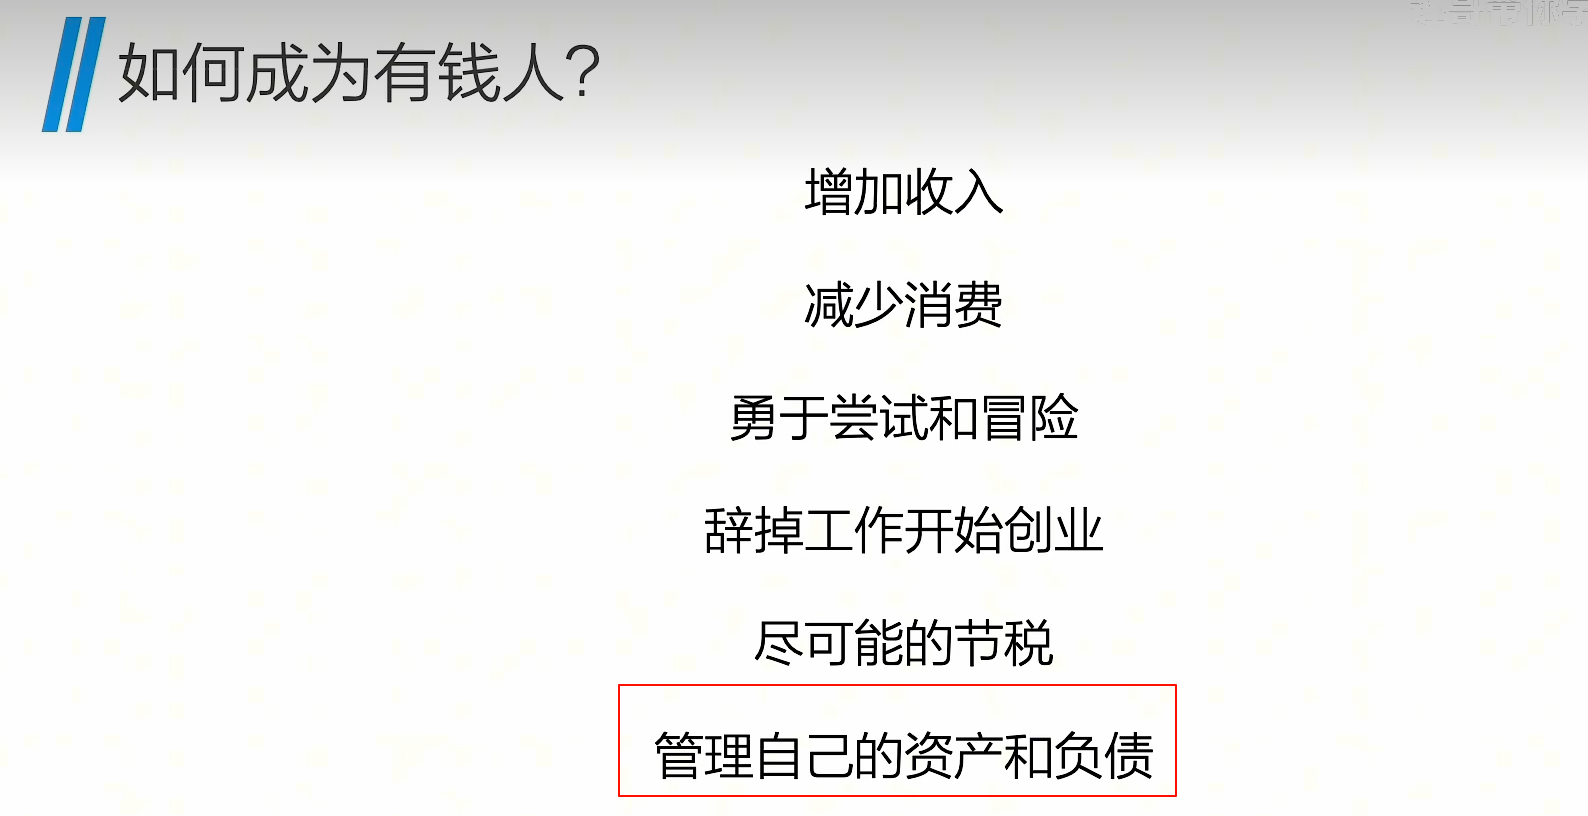 如何成为有钱人?
增加收入
减少消费
勇于尝试和冒险
辞掉工作开始创业
尽可能的节税
管理自己的资产和负债